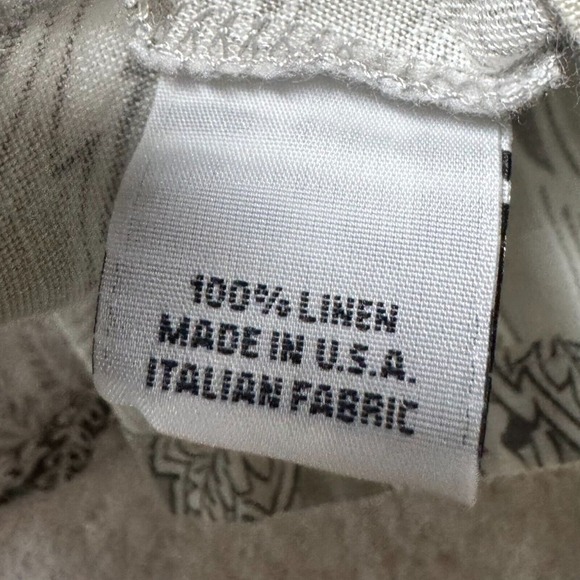 100% LINEN
MADE IN U.S.A.
ITALIAN FABRIC